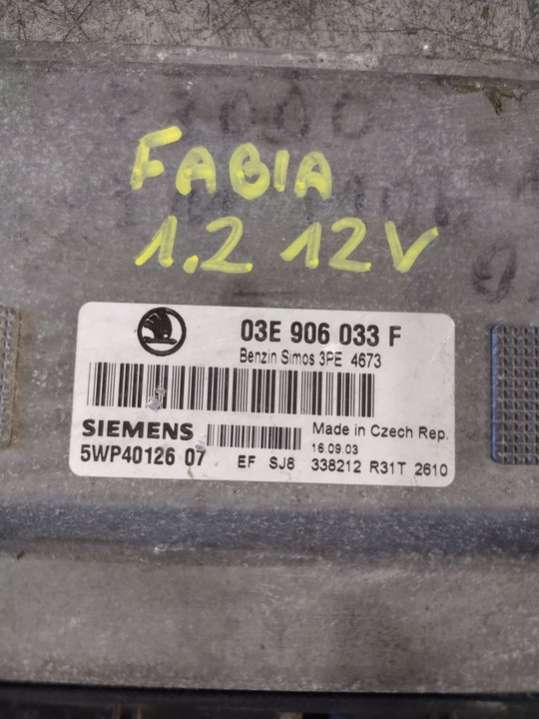 FABIA
1.2 12V
03E 906 033 F
Benzin Simos 3PE 4673
SIEMENS
Made in Czech Rep.
16.09.03
5WP40126 07
EF SJ8 338212 R31T 2610